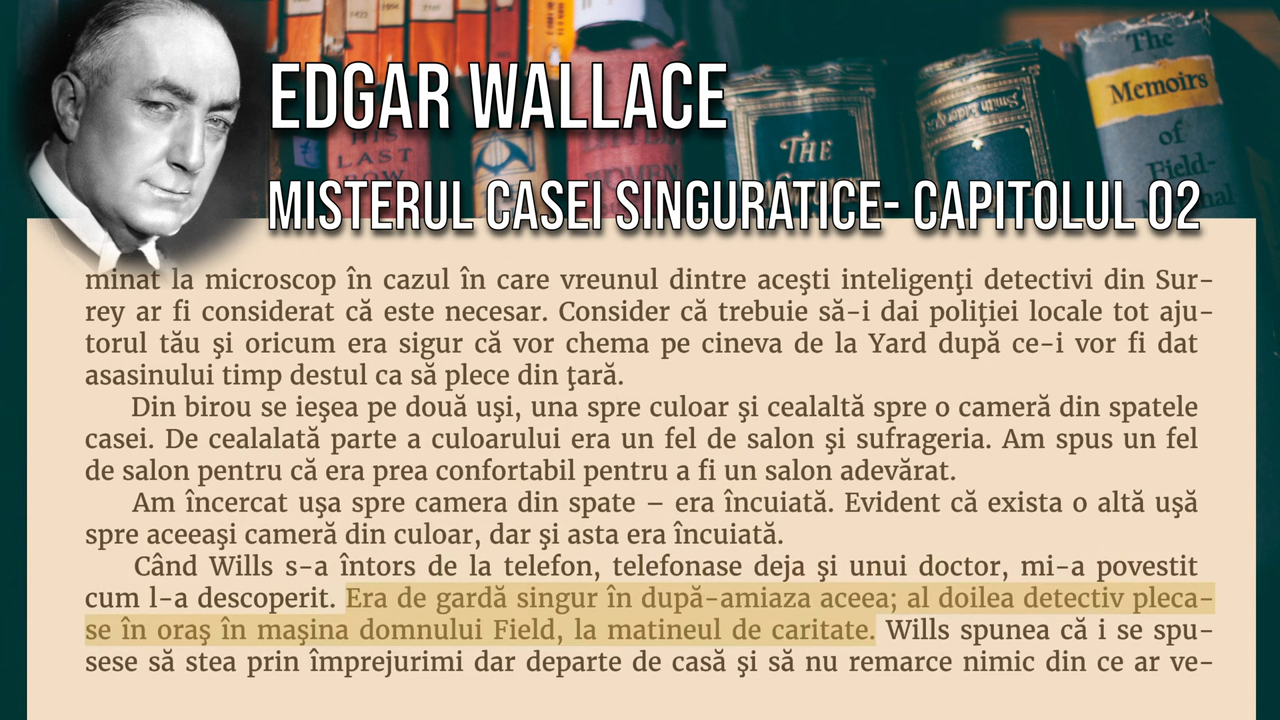 EDGAR WALLACE
MISTERUL CASEI SINGURATICE- CAPITOLUL 02
HIS
LAST
BOW
LITTLE
WOMEN
THE
The
Memoirs
of
Field-
minat la microscop în cazul în care vreunul dintre aceşti inteligenţi detectivi din Sur-
rey ar fi considerat că este necesar. Consider că trebuie să-i dai poliţiei locale tot aju-
torul tău şi oricum era sigur că vor chema pe cineva de la Yard după ce-i vor fi dat
asasinului timp destul ca să plece din ţară.
Din birou se ieşea pe două uşi, una spre culoar şi cealaltă spre o cameră din spatele
casei. De cealalată parte a culoarului era un fel de salon şi sufrageria. Am spus un fel
de salon pentru că era prea confortabil pentru a fi un salon adevărat.
Am încercat uşa spre camera din spate – era încuiată. Evident că exista o altă uşă
spre aceeaşi cameră din culoar, dar şi asta era încuiată.
Când Wills s-a întors de la telefon, telefonase deja şi unui doctor, mi-a povestit
cum l-a descoperit. Era de gardă singur în după-amiaza aceea; al doilea detectiv pleca-
se în oraş în maşina domnului Field, la matineul de caritate. Wills spunea că i se spu-
sese să stea prin împrejurimi dar departe de casă şi să nu remarce nimic din ce ar ve-